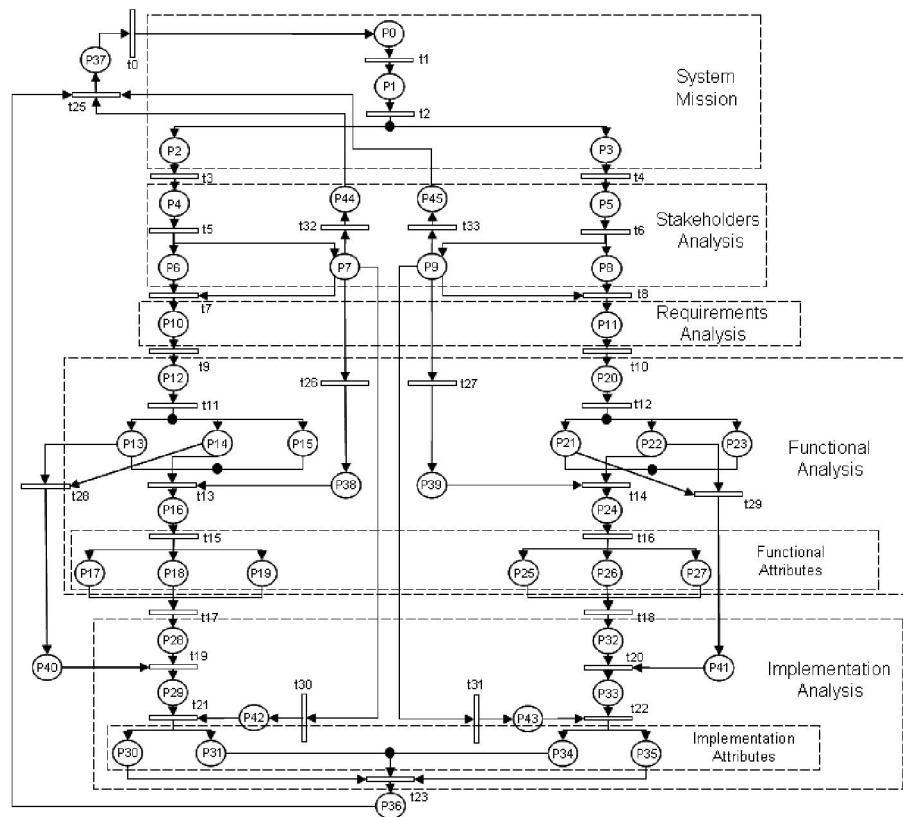 P0
P37
t0
t1
System
Mission
P1
t25
t2
P2
P3
t3
t4
P44
P45
P4
P5
Stakeholders
Analysis
t32
t33
t5
t6
P6
P7
P9
P8
t7
t8
Requirements
Analysis
P10
P11
t9
t10
P12
P20
t26
t27
t11
t12
P13
P14
P15
P21
P22
P23
Functional
Analysis
t28
t13
P38
P39
t14
t29
P16
P24
t15
t16
Functional
Attributes
P17
P18
P19
P25
P26
P27
t17
t18
P28
P32
P40
t19
t20
P41
Implementation
Analysis
P29
P33
t30
t31
t21
P42
P43
t22
Implementation
Attributes
P30
P31
P34
P35
t23
P36